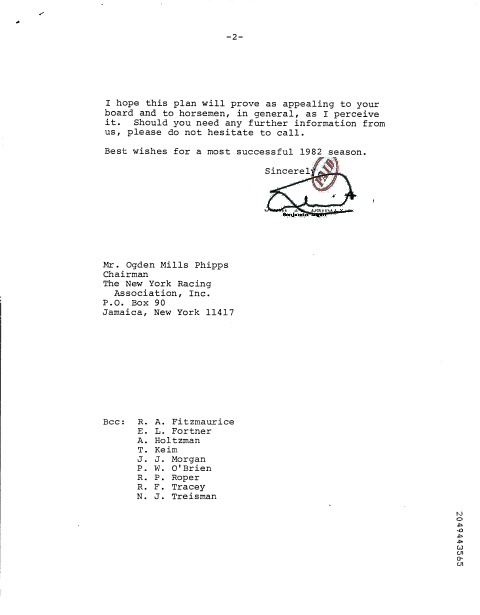 -2-
I hope this plan will prove as appealing to your
board and to horsemen, in general, as I perceive
it. Should you need any further information from
us, please do not hesitate to call.
Best wishes for a most successful 1982 season.
Sincerely
PAID
Mr. Ogden Mills Phipps
Chairman
The New York Racing
Association, Inc.
P.O. Box 90
Jamaica, New York 11417
Bcc: R. A. Fitzmaurice
E. L. Fortner
A. Holtzman
T. Keim
J. J. Morgan
P. W. O'Brien
R. P. Roper
R. F. Tracey
N. J. Treisman
2049443565